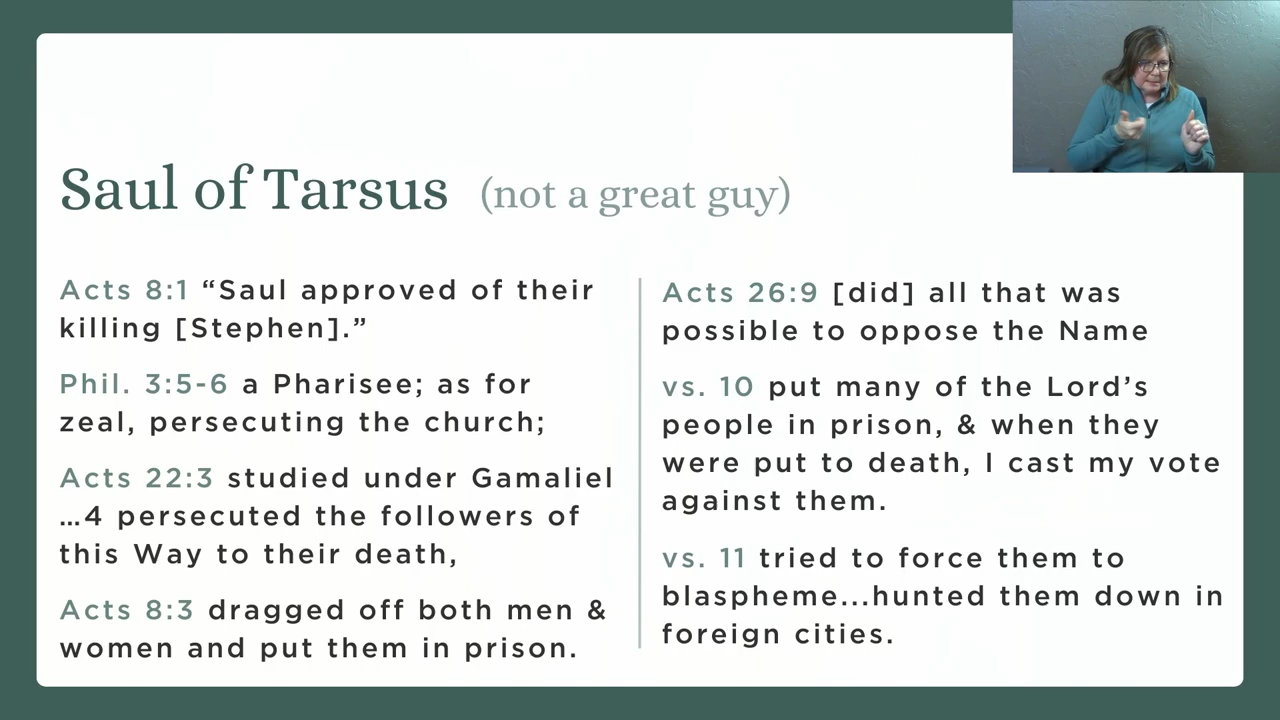 Saul of Tarsus (not a great guy)
Acts 8:1 “Saul approved of their
killing [Stephen].”
Phil. 3:5-6 a Pharisee; as for
zeal, persecuting the church;
Acts 22:3 studied under Gamaliel
...4 persecuted the followers of
this Way to their death,
Acts 8:3 dragged off both men &
women and put them in prison.
Acts 26:9 [did] all that was
possible to oppose the Name
vs. 10 put many of the Lord’s
people in prison, & when they
were put to death, I cast my vote
against them.
vs. 11 tried to force them to
blaspheme...hunted them down in
foreign cities.